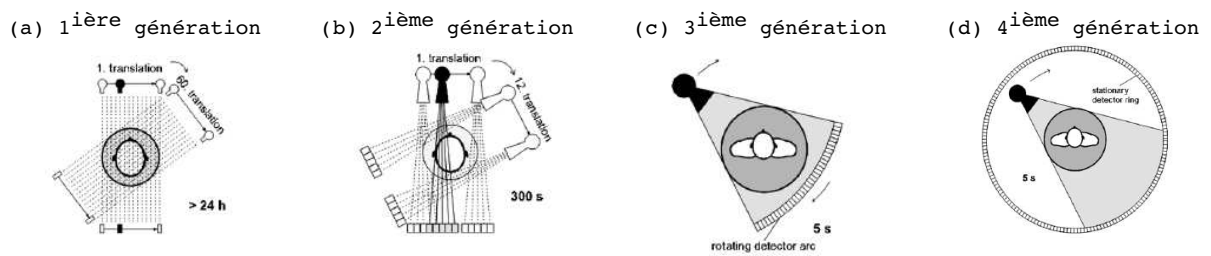 (a) 1ière génération
(b) 2ième génération
(c) 3ième génération
(d) 4ième génération
1. translation
60. translation
> 24 h
1. translation
12. translation
300 s
5 s
rotating detector arc
stationary
detector ring
5 s